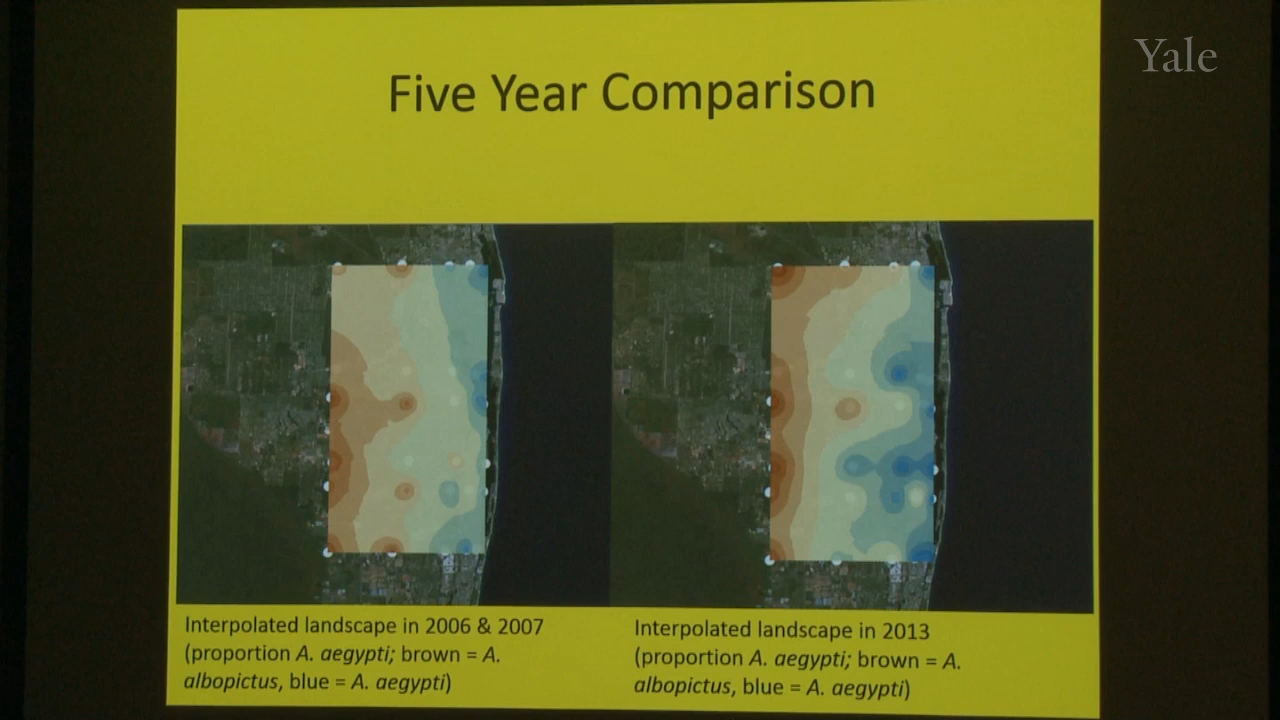 Yale
Five Year Comparison
Interpolated landscape in 2006 & 2007
(proportion A. aegypti; brown = A.
albopictus, blue = A. aegypti)
Interpolated landscape in 2013
(proportion A. aegypti; brown = A.
albopictus, blue = A. aegypti)